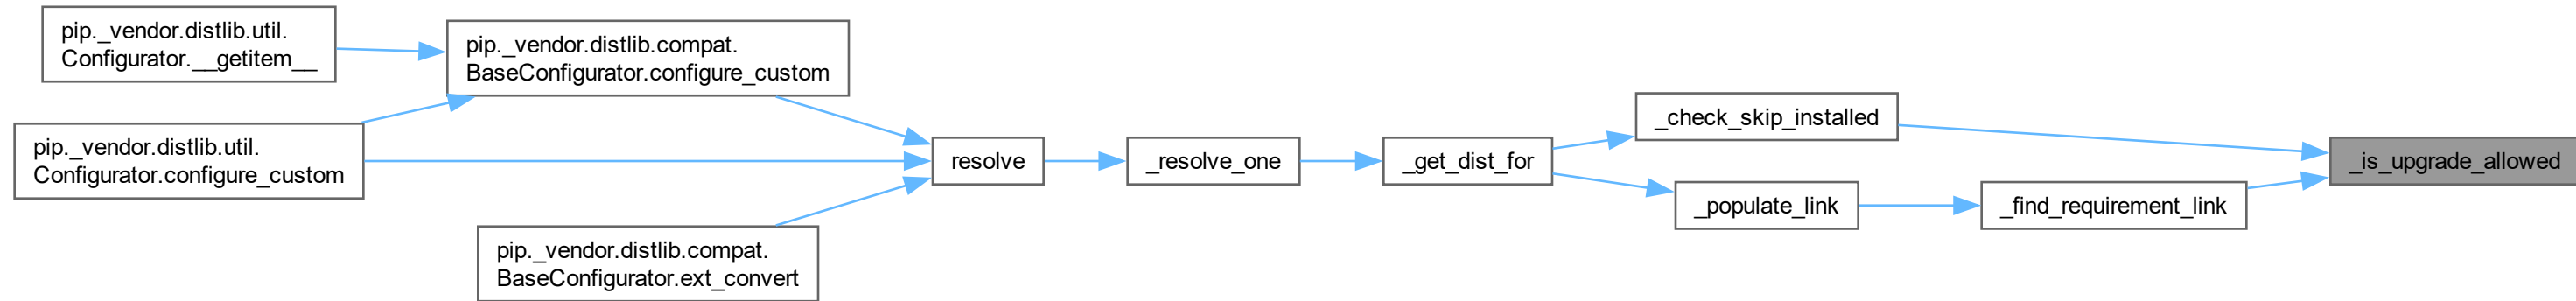 pip._vendor.distlib.util.
Configurator.__getitem__
pip._vendor.distlib.compat.
BaseConfigurator.configure_custom
pip._vendor.distlib.util.
Configurator.configure_custom
pip._vendor.distlib.compat.
BaseConfigurator.ext_convert
resolve
_resolve_one
_get_dist_for
_check_skip_installed
_populate_link
_find_requirement_link
_is_upgrade_allowed